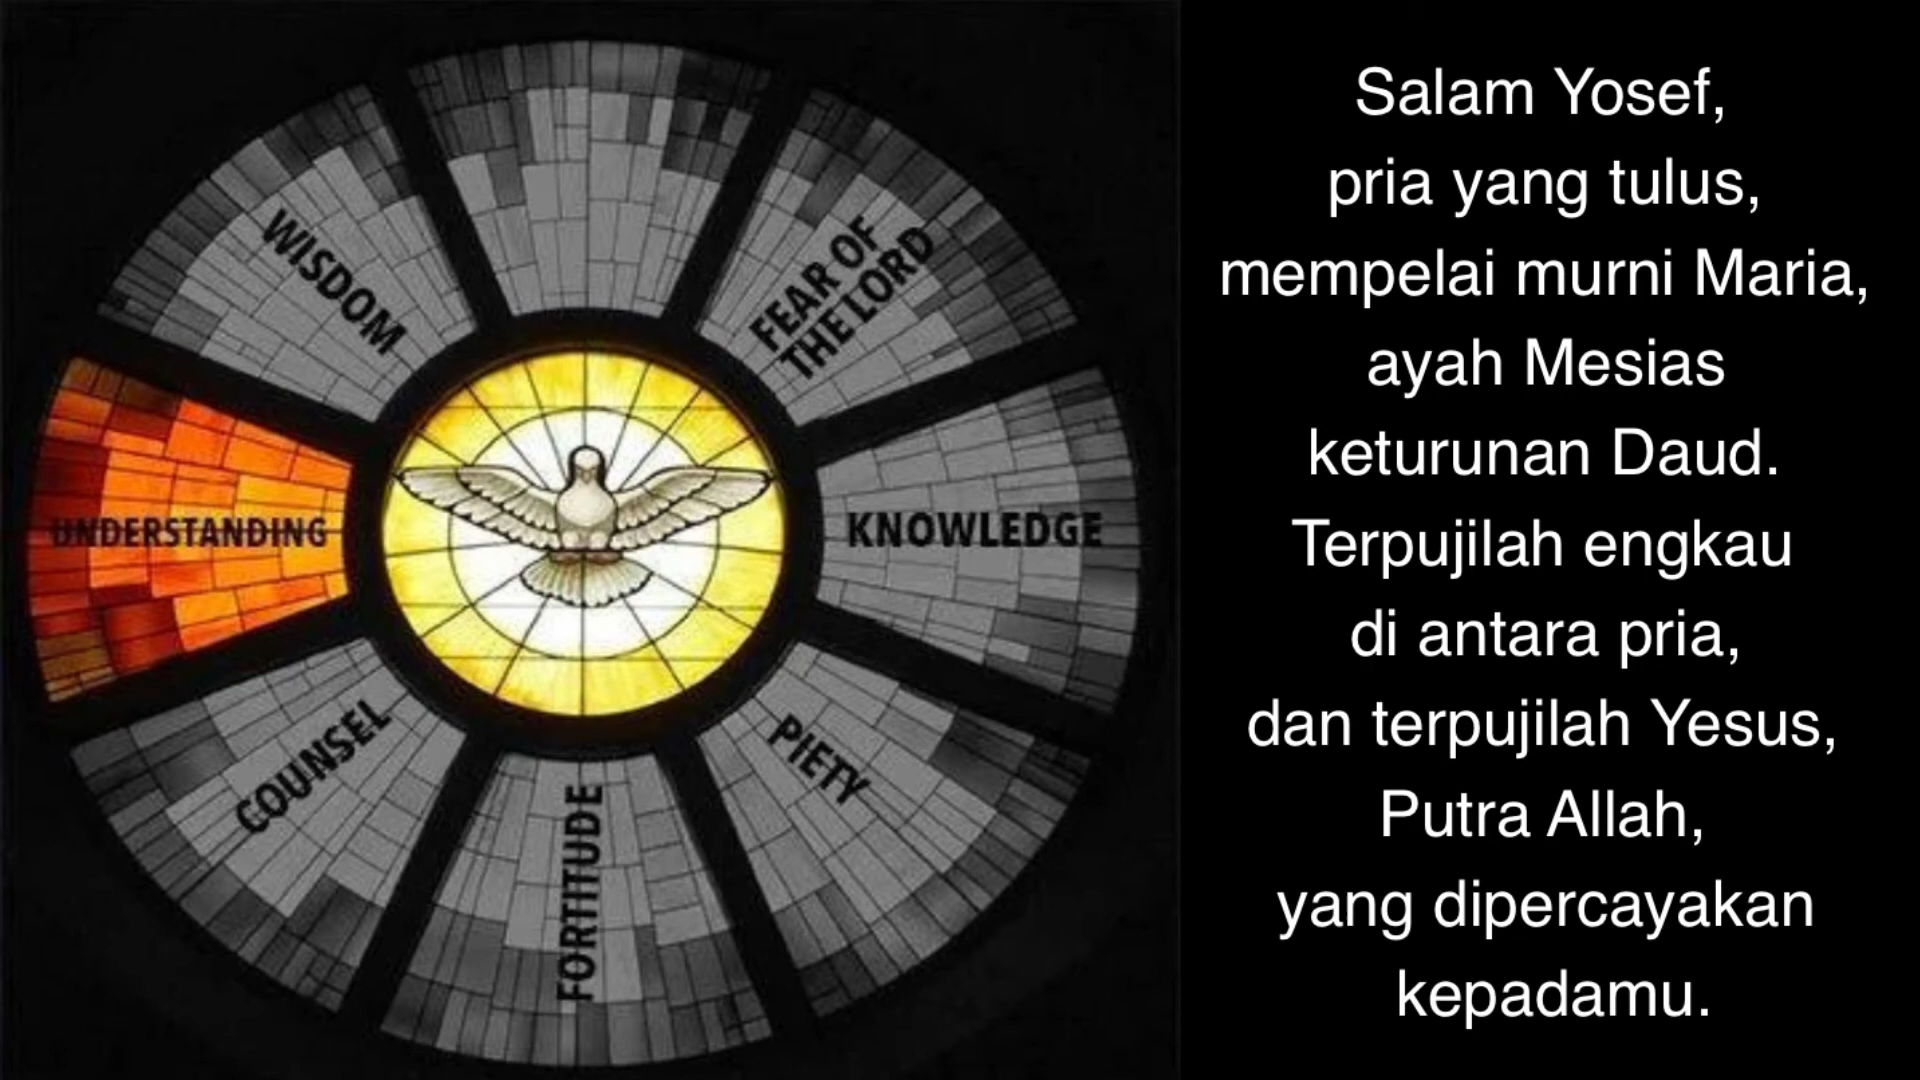 WISDOM
FEAR OF
THE LORD
UNDERSTANDING
KNOWLEDGE
COUNSEL
PIETY
FORTITUDE
Salam Yosef,
pria yang tulus,
mempelai murni Maria,
ayah Mesias
keturunan Daud.
Terpujilah engkau
di antara pria,
dan terpujilah Yesus,
Putra Allah,
yang dipercayakan
kepadamu.